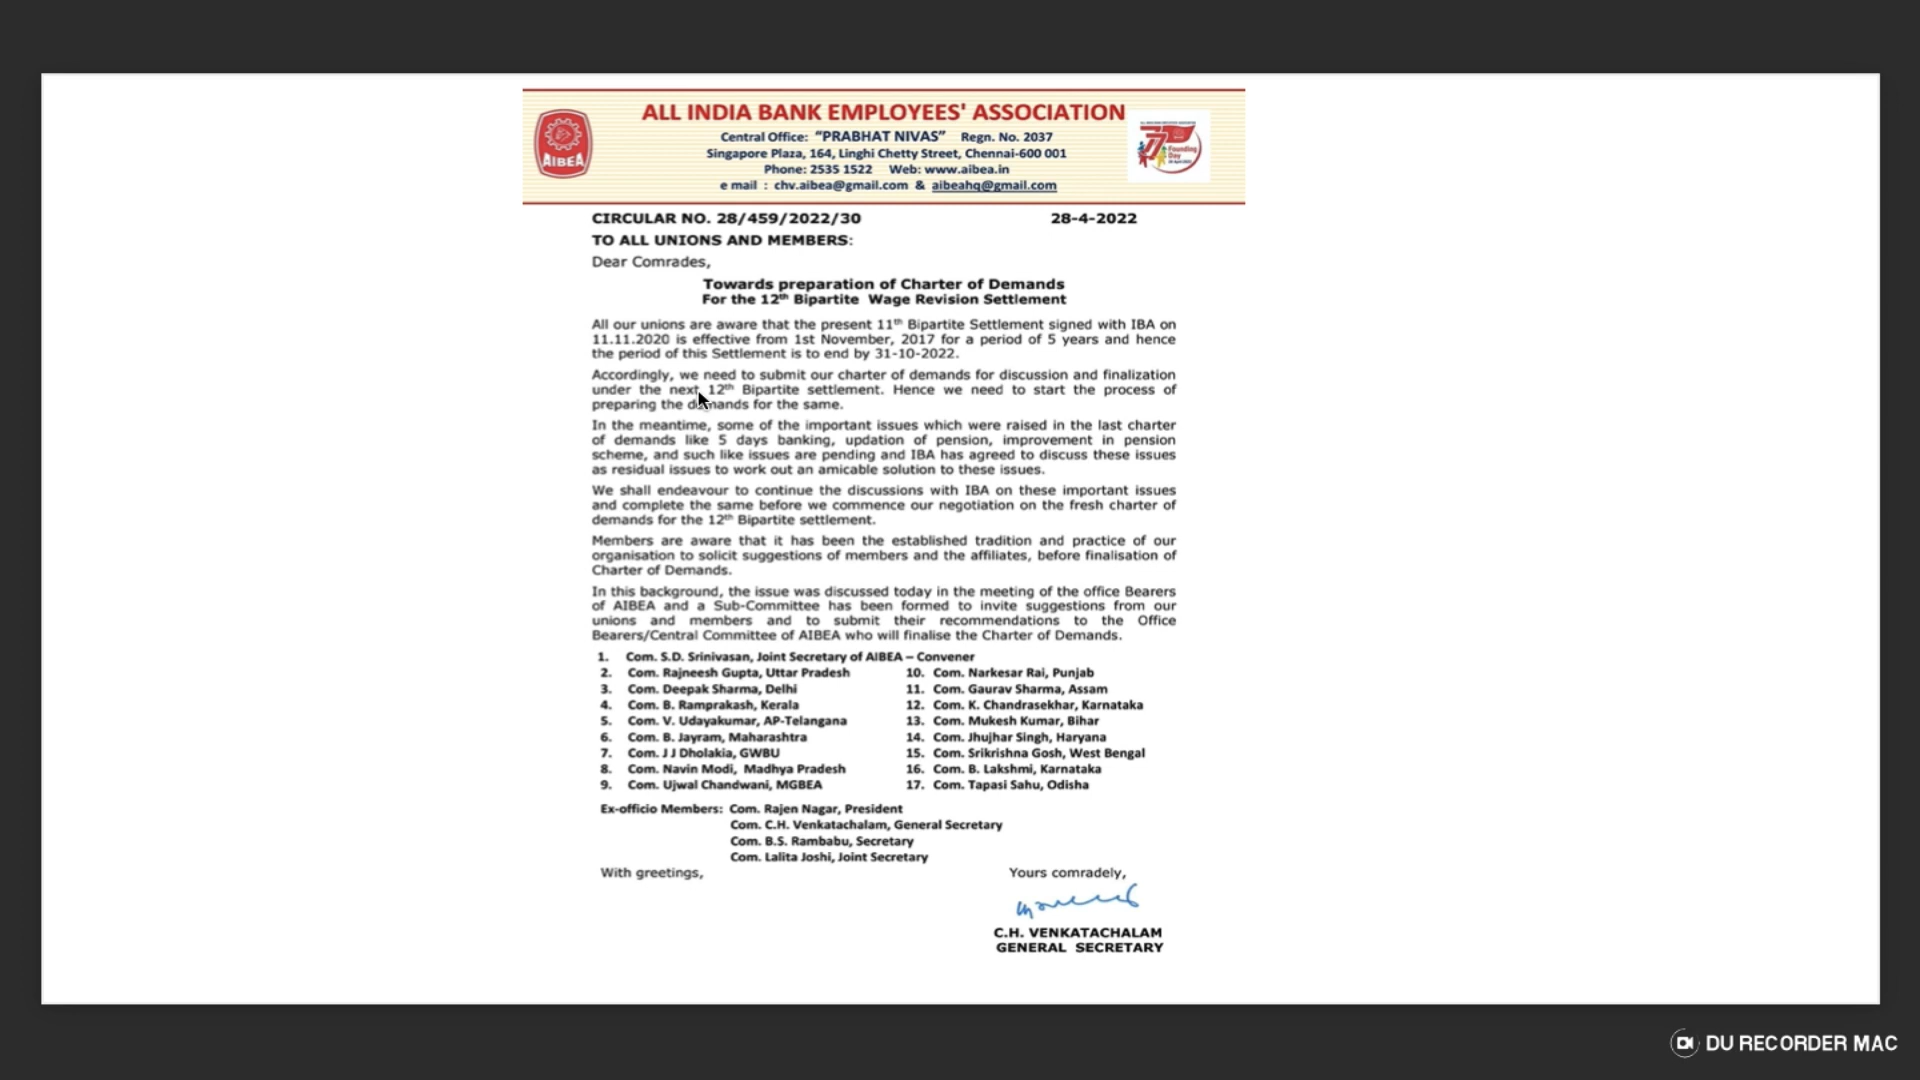 ALL INDIA BANK EMPLOYEES' ASSOCIATION
Central Office: “PRABHAT NIVAS” Regn. No. 2037
Singapore Plaza, 164, Linghi Chetty Street, Chennai-600 001
Phone: 2535 1522 Web: www.aibea.in
e mail : chv.aibea@gmail.com & aibeahq@gmail.com
AIBEA
Founding
Day
CIRCULAR NO. 28/459/2022/30 28-4-2022
TO ALL UNIONS AND MEMBERS:
Dear Comrades,
Towards preparation of Charter of Demands
For the 12th Bipartite Wage Revision Settlement
All our unions are aware that the present 11th Bipartite Settlement signed with IBA on
11.11.2020 is effective from 1st November, 2017 for a period of 5 years and hence
the period of this Settlement is to end by 31-10-2022.
Accordingly, we need to submit our charter of demands for discussion and finalization
under the next 12th Bipartite settlement. Hence we need to start the process of
preparing the demands for the same.
In the meantime, some of the important issues which were raised in the last charter
of demands like 5 days banking, updation of pension, improvement in pension
scheme, and such like issues are pending and IBA has agreed to discuss these issues
as residual issues to work out an amicable solution to these issues.
We shall endeavour to continue the discussions with IBA on these important issues
and complete the same before we commence our negotiation on the fresh charter of
demands for the 12th Bipartite settlement.
Members are aware that it has been the established tradition and practice of our
organisation to solicit suggestions of members and the affiliates, before finalisation of
Charter of Demands.
In this background, the issue was discussed today in the meeting of the office Bearers
of AIBEA and a Sub-Committee has been formed to invite suggestions from our
unions and members and to submit their recommendations to the Office
Bearers/Central Committee of AIBEA who will finalise the Charter of Demands.
1. Com. S.D. Srinivasan, Joint Secretary of AIBEA – Convener
2. Com. Rajneesh Gupta, Uttar Pradesh
3. Com. Deepak Sharma, Delhi
4. Com. B. Ramprakash, Kerala
5. Com. V. Udayakumar, AP-Telangana
6. Com. B. Jayram, Maharashtra
7. Com. J J Dholakia, GWBU
8. Com. Navin Modi, Madhya Pradesh
9. Com. Ujwal Chandwani, MGBEA
10. Com. Narkesar Rai, Punjab
11. Com. Gaurav Sharma, Assam
12. Com. K. Chandrasekhar, Karnataka
13. Com. Mukesh Kumar, Bihar
14. Com. Jhujhar Singh, Haryana
15. Com. Srikrishna Gosh, West Bengal
16. Com. B. Lakshmi, Karnataka
17. Com. Tapasi Sahu, Odisha
Ex-officio Members: Com. Rajen Nagar, President
Com. C.H. Venkatachalam, General Secretary
Com. B.S. Rambabu, Secretary
Com. Lalita Joshi, Joint Secretary
With greetings, Yours comradely,
C.H. VENKATACHALAM
GENERAL SECRETARY
DU RECORDER MAC